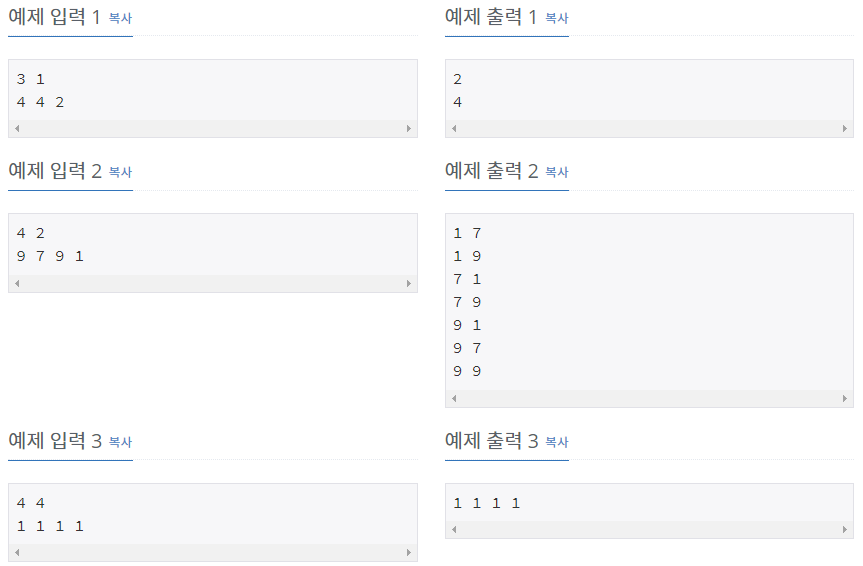 예제 입력 1 복사
3 1
4 4 2
예제 출력 1 복사
2
4
예제 입력 2 복사
4 2
9 7 9 1
예제 출력 2 복사
1 7
1 9
7 1
7 9
9 1
9 7
9 9
예제 입력 3 복사
4 4
1 1 1 1
예제 출력 3 복사
1 1 1 1